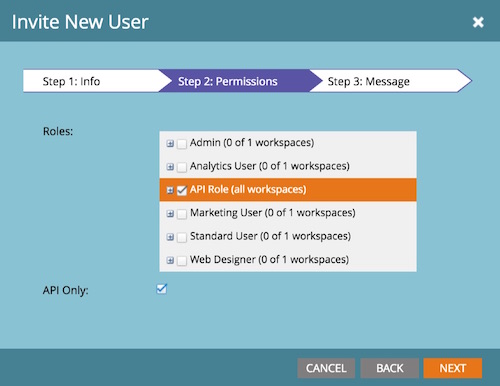 Invite New User
Step 1: Info
Step 2: Permissions
Step 3: Message
Roles:
Admin (0 of 1 workspaces)
Analytics User (0 of 1 workspaces)
API Role (all workspaces)
Marketing User (0 of 1 workspaces)
Standard User (0 of 1 workspaces)
Web Designer (0 of 1 workspaces)
API Only:
CANCEL
BACK
NEXT